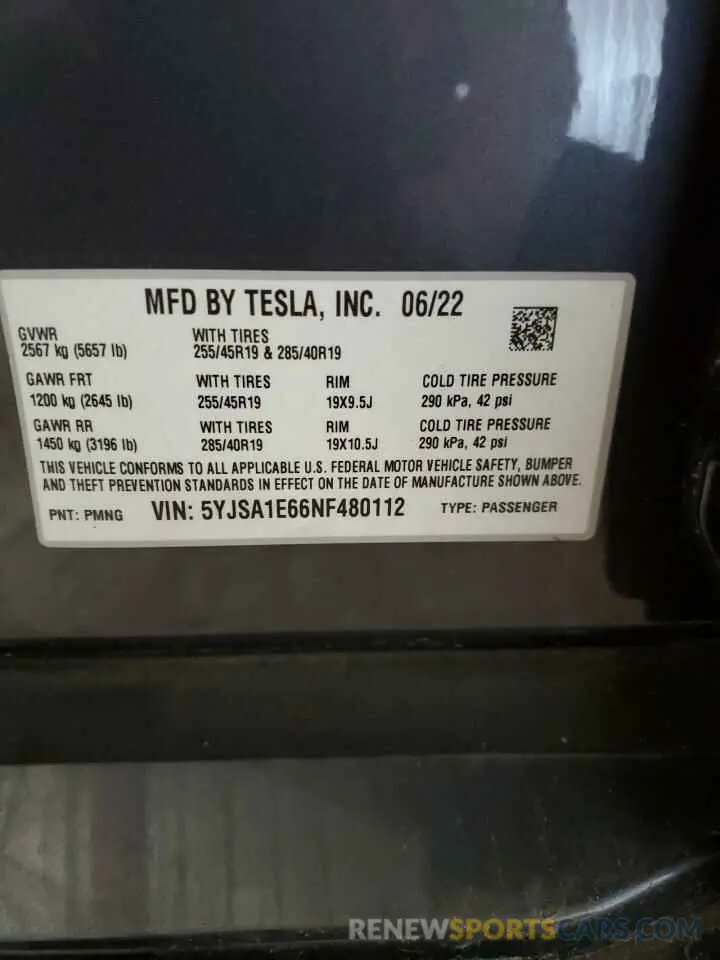 MFD BY TESLA, INC. 06/22
GVWR WITH TIRES
2567 kg (5657 lb) 255/45R19 & 285/40R19
GAWR FRT WITH TIRES RIM COLD TIRE PRESSURE
1200 kg (2645 lb) 255/45R19 19X9.5J 290 kPa, 42 psi
GAWR RR WITH TIRES RIM COLD TIRE PRESSURE
1450 kg (3196 lb) 285/40R19 19X10.5J 290 kPa, 42 psi
THIS VEHICLE CONFORMS TO ALL APPLICABLE U.S. FEDERAL MOTOR VEHICLE SAFETY, BUMPER
AND THEFT PREVENTION STANDARDS IN EFFECT ON THE DATE OF MANUFACTURE SHOWN ABOVE.
PNT: PMNG VIN: 5YJSA1E66NF480112 TYPE: PASSENGER
RENEWSPORTSCARS.COM